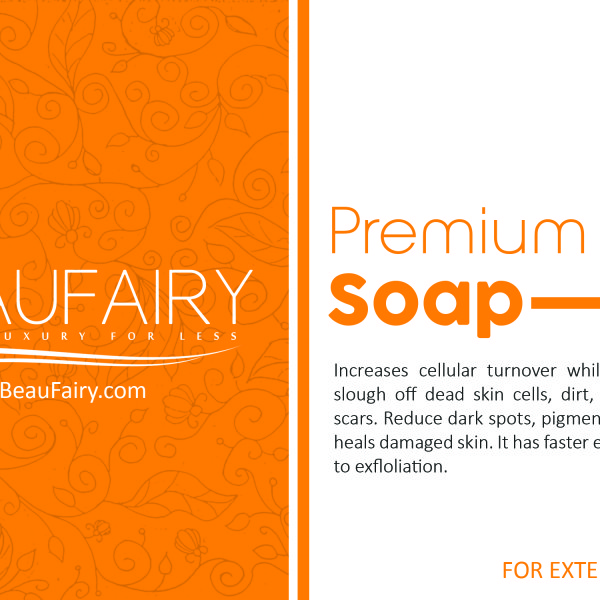 AUFAIRY
UXURY FOR LESS
BeauFairy.com
Premium
Soap—
Increases cellular turnover whil
slough off dead skin cells, dirt,
scars. Reduce dark spots, pigmen
heals damaged skin. It has faster e
to exfloliation.
FOR EXTE